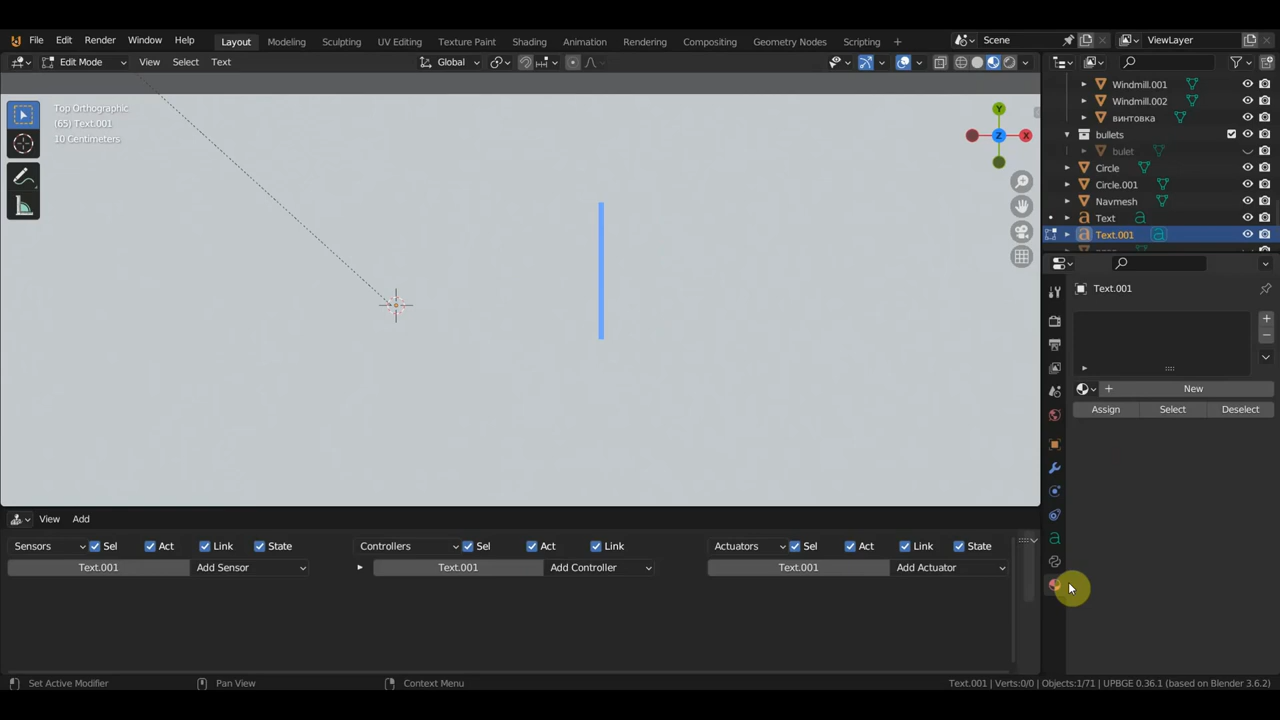 File Edit Render Window Help Layout Modeling Sculpting UV Editing Texture Paint Shading Animation Rendering Compositing Geometry Nodes Scripting + Scene ViewLayer
Edit Mode View Select Text Global
Top Orthographic
(65) Text.001
10 Centimeters
Y
X
Z
Windmill.001
Windmill.002
винтовка
bullets
bulet
Circle
Circle.001
Navmesh
Text
Text.001
Text.001
New
Assign Select Deselect
View Add
Sensors Sel Act Link State Controllers Sel Act Link Actuators Sel Act Link State
Text.001 Add Sensor Text.001 Add Controller Text.001 Add Actuator
Set Active Modifier Pan View Context Menu Text.001 | Verts:0/0 | Objects:1/71 | UPBGE 0.36.1 (based on Blender 3.6.2)